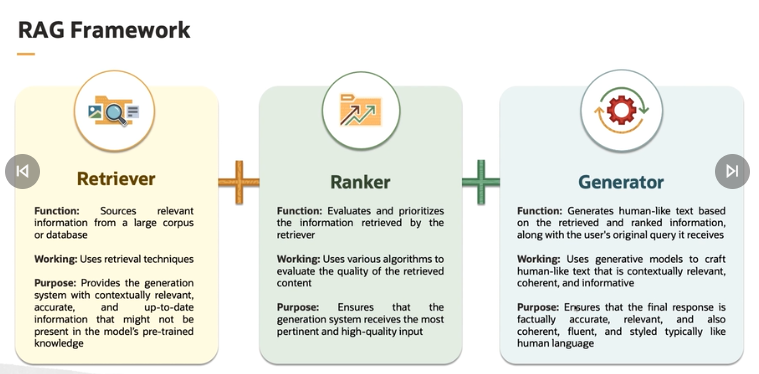 RAG Framework
Retriever
Function: Sources relevant
information from a large corpus
or database
Working: Uses retrieval techniques
Purpose: Provides the generation
system with contextually relevant,
accurate, and up-to-date
information that might not be
present in the model's pre-trained
knowledge
Ranker
Function: Evaluates and prioritizes
the information retrieved by the
retriever
Working: Uses various algorithms to
evaluate the quality of the retrieved
content
Purpose: Ensures that the
generation system receives the most
pertinent and high-quality input
Generator
Function: Generates human-like text based
on the retrieved and ranked information,
along with the user's original query it receives
Working: Uses generative models to craft
human-like text that is contextually relevant,
coherent, and informative
Purpose: Ensures that the final response is
factually accurate, relevant, and also
coherent, fluent, and styled typically like
human language